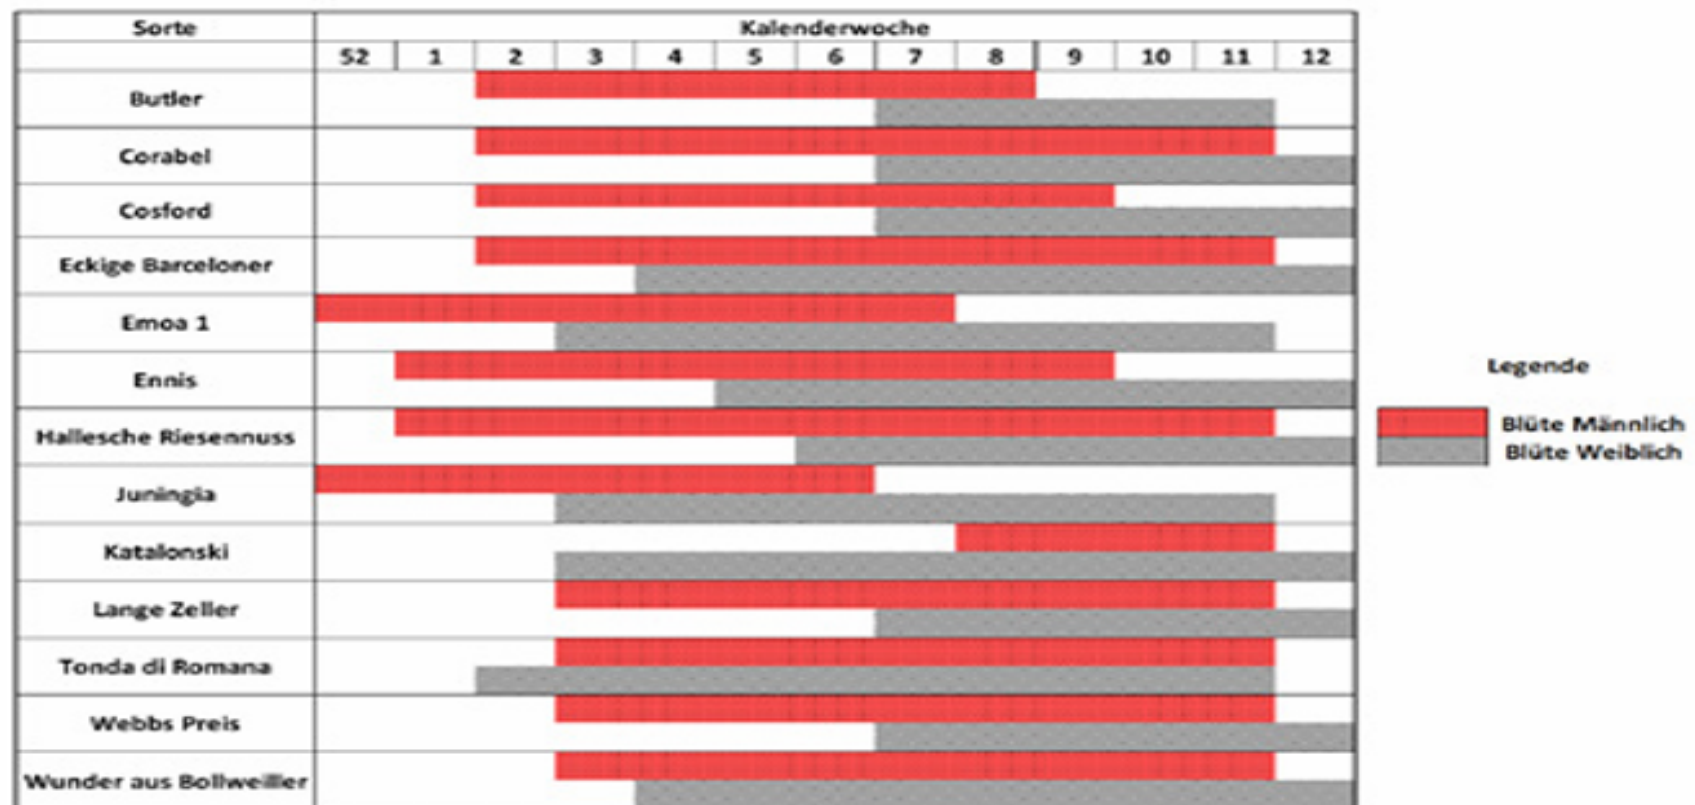 Sorte Kalenderwoche
52 1 2 3 4 5 6 7 8 9 10 11 12
Butler
Corabel
Cosford
Eckige Barceloner
Emoa 1
Ennis
Hallesche Riesennuss
Juningia
Katalonski
Lange Zeller
Tonda di Romana
Webbs Preis
Wunder aus Bollweiller
Legende
Blüte Männlich
Blüte Weiblich